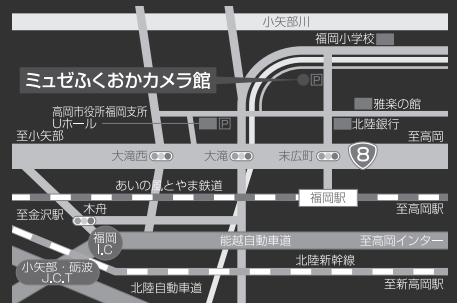 小矢部川
福岡小学校
ミュゼふくおかカメラ館
P
雅楽の館
高岡市役所福岡支所
Uホール
P
北陸銀行
至小矢部
至高岡
大滝西
大滝
末広町
8
あいの風とやま鉄道
福岡駅
至金沢駅
木舟
至高岡駅
福岡
I.C
能越自動車道
至高岡インター
小矢部・砺波
J.C.T
北陸新幹線
北陸自動車道
至新高岡駅